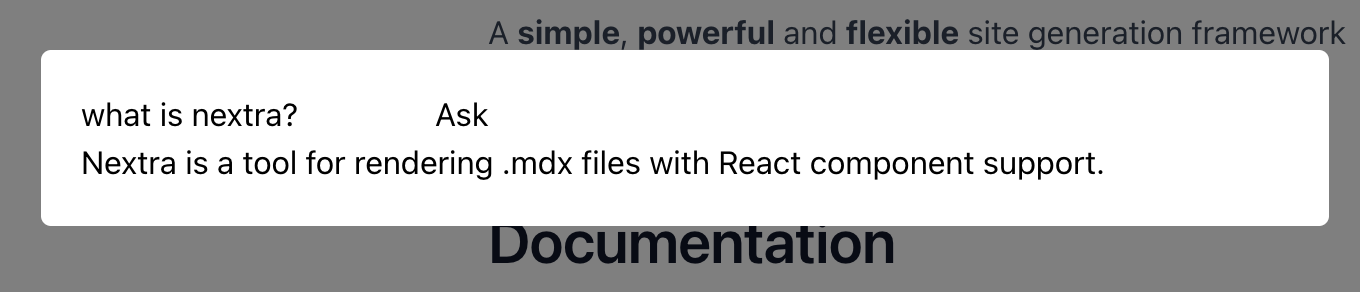 A simple, powerful and flexible site generation framework
what is nextra? Ask
Nextra is a tool for rendering .mdx files with React component support.
Documentation